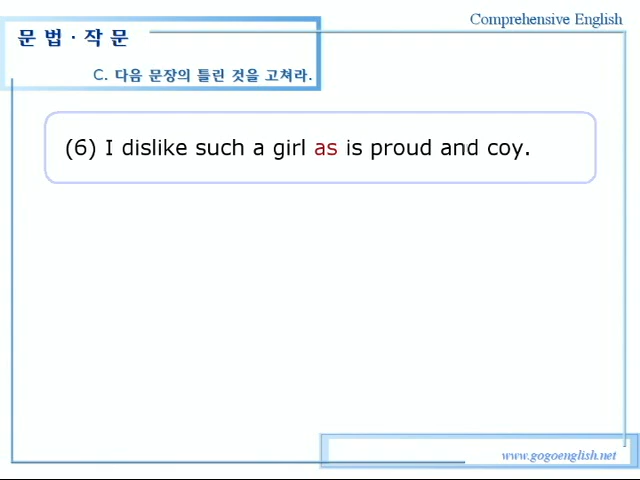 Comprehensive English
문 법 · 작 문
C. 다음 문장의 틀린 것을 고쳐라.
(6) I dislike such a girl as is proud and coy.
www.gogoenglish.net